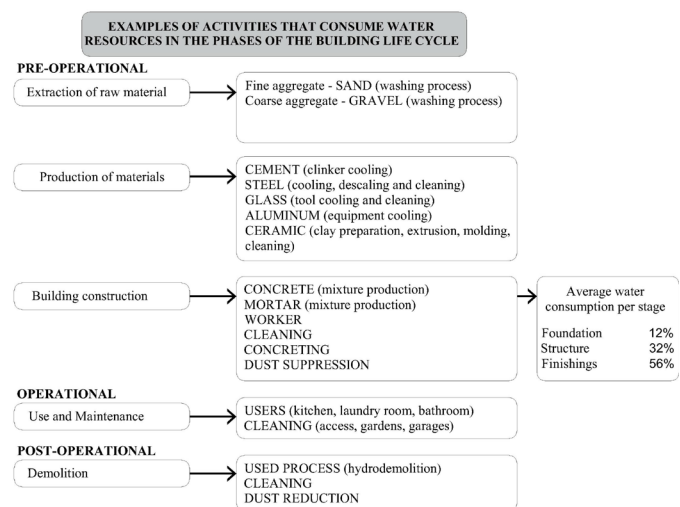 EXAMPLES OF ACTIVITIES THAT CONSUME WATER
RESOURCES IN THE PHASES OF THE BUILDING LIFE CYCLE
PRE-OPERATIONAL
Extraction of raw material
Fine aggregate - SAND (washing process)
Coarse aggregate - GRAVEL (washing process)
Production of materials
CEMENT (clinker cooling)
STEEL (cooling, descaling and cleaning)
GLASS (tool cooling and cleaning)
ALUMINUM (equipment cooling)
CERAMIC (clay preparation, extrusion, molding,
cleaning)
Building construction
CONCRETE (mixture production)
MORTAR (mixture production)
WORKER
CLEANING
CONCRETING
DUST SUPPRESSION
Average water
consumption per stage
Foundation 12%
Structure 32%
Finishings 56%
OPERATIONAL
Use and Maintenance
USERS (kitchen, laundry room, bathroom)
CLEANING (access, gardens, garages)
POST-OPERATIONAL
Demolition
USED PROCESS (hydrodemolition)
CLEANING
DUST REDUCTION